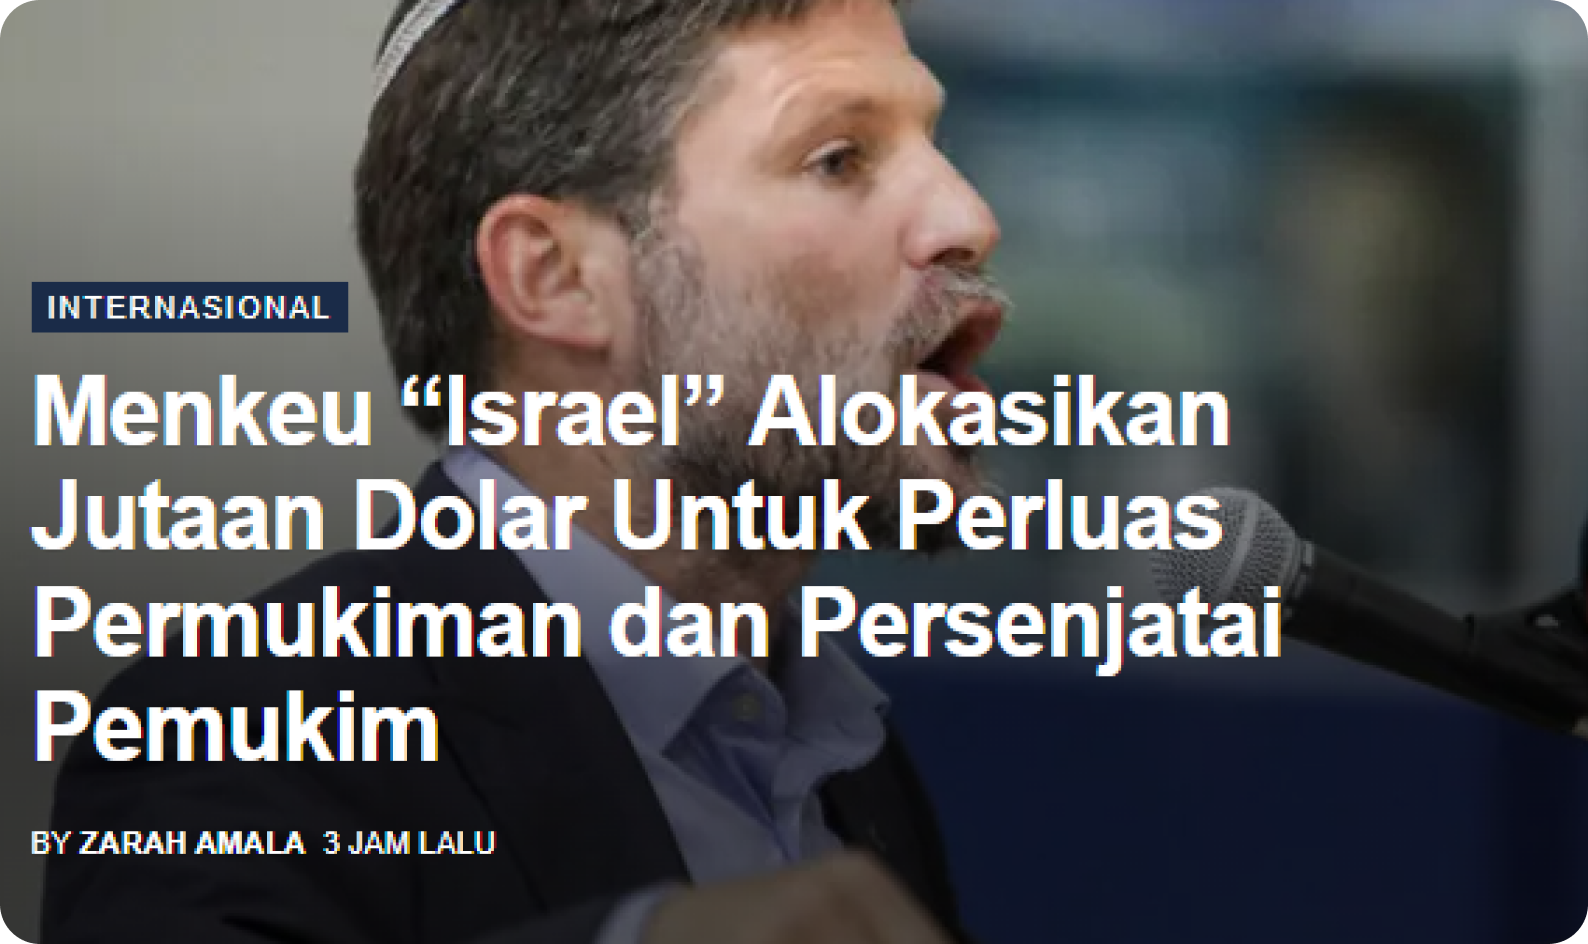 INTERNASIONAL
Menkeu “Israel” Alokasikan
Jutaan Dolar Untuk Perluas
Permukiman dan Persenjatai
Pemukim
BY ZARAH AMALA 3 JAM LALU